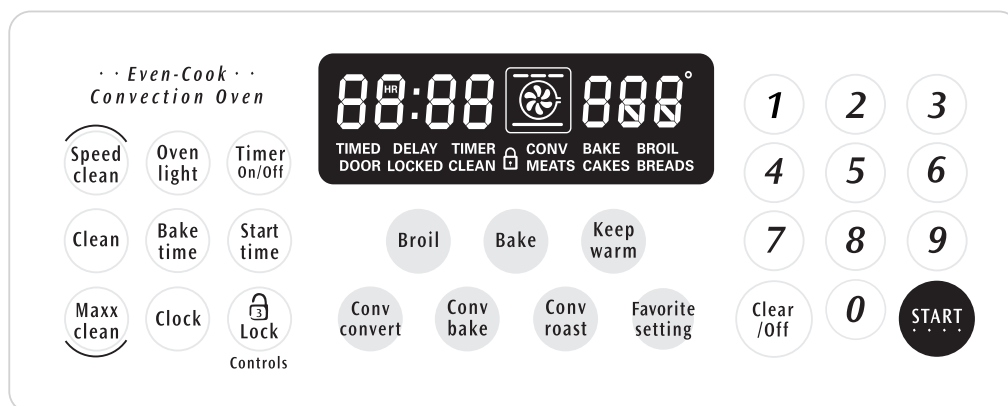 · · Even-Cook · ·
Convection Oven
Speed
clean
Oven
light
Timer
On/Off
Clean
Bake
time
Start
time
Maxx
clean
Clock
3
Lock
Controls
88:88
HR
888°
TIMED DELAY TIMER CONV BAKE BROIL
DOOR LOCKED CLEAN MEATS CAKES BREADS
Broil
Bake
Keep
warm
Conv
convert
Conv
bake
Conv
roast
Favorite
setting
1 2 3
4 5 6
7 8 9
Clear
/Off
0
START